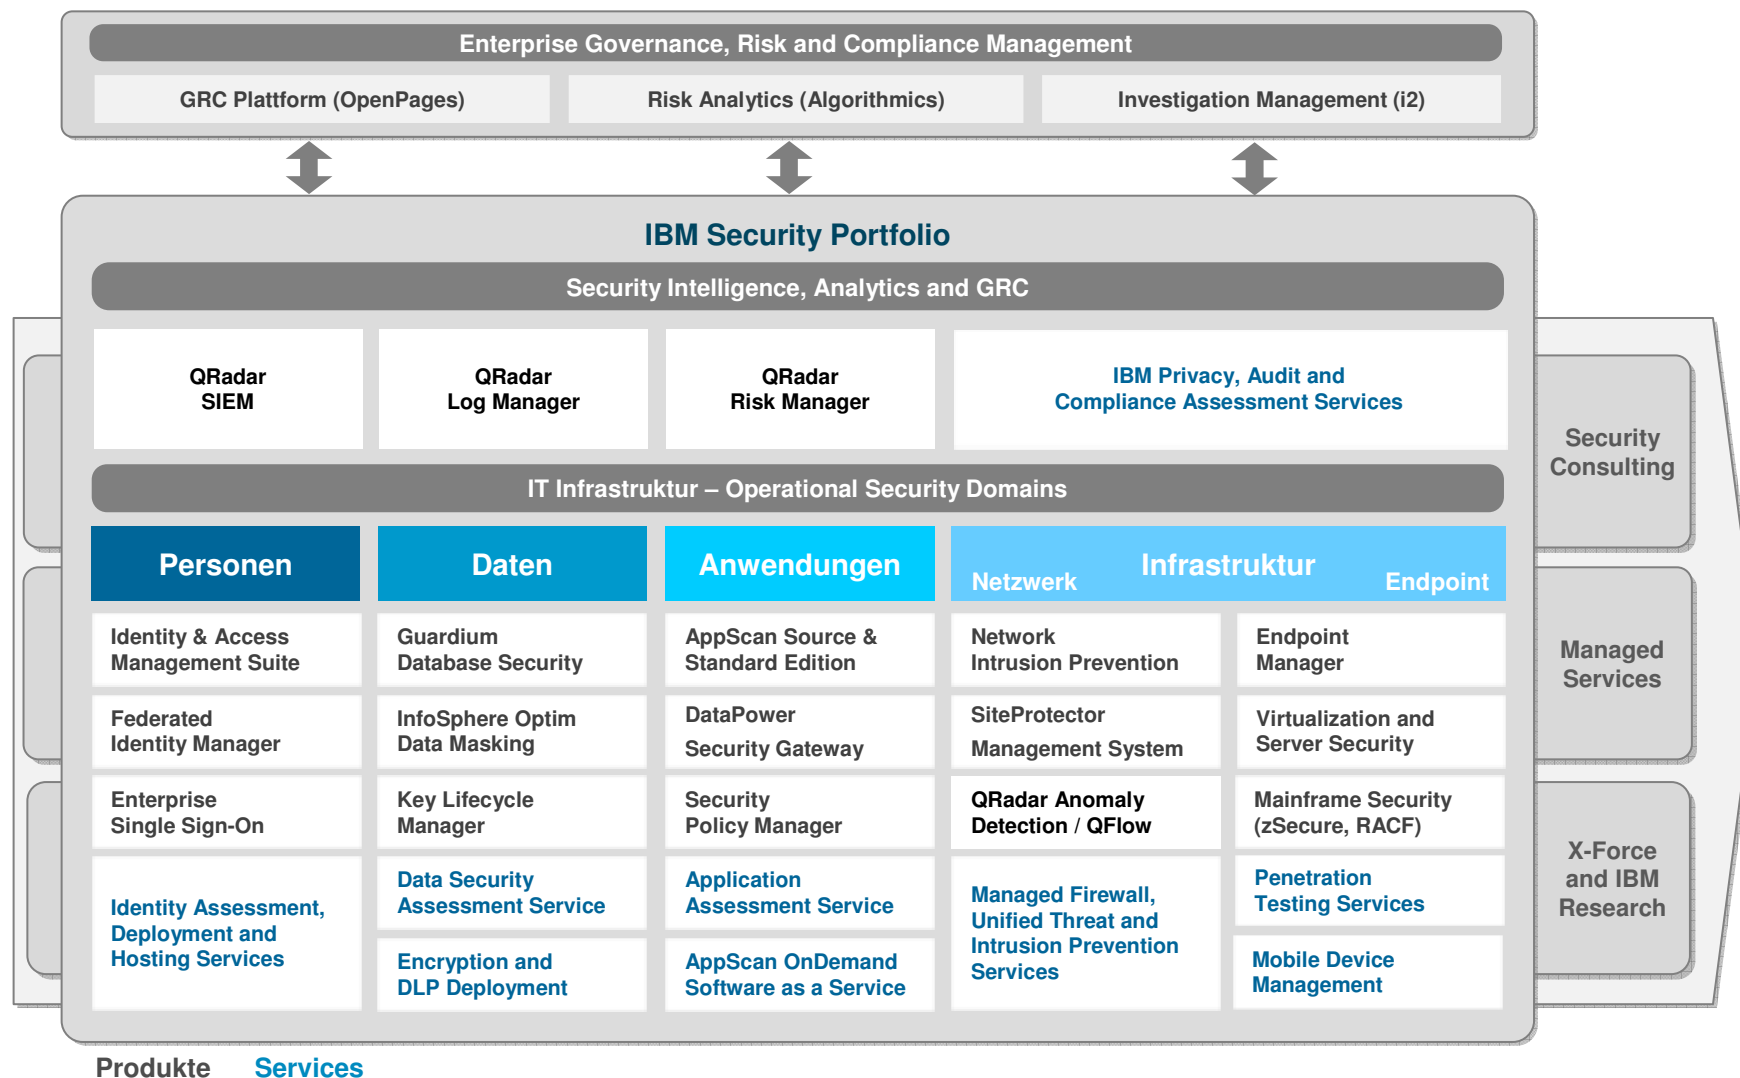 Enterprise Governance, Risk and Compliance Management
GRC Plattform (OpenPages)
Risk Analytics (Algorithmics)
Investigation Management (i2)
IBM Security Portfolio
Security Intelligence, Analytics and GRC
QRadar
SIEM
QRadar
Log Manager
QRadar
Risk Manager
IBM Privacy, Audit and
Compliance Assessment Services
IT Infrastruktur – Operational Security Domains
Personen
Daten
Anwendungen
Infrastruktur
Netzwerk
Endpoint
Identity & Access
Management Suite
Guardium
Database Security
AppScan Source &
Standard Edition
Network
Intrusion Prevention
Endpoint
Manager
Federated
Identity Manager
InfoSphere Optim
Data Masking
DataPower
Security Gateway
SiteProtector
Management System
Virtualization and
Server Security
Enterprise
Single Sign-On
Key Lifecycle
Manager
Security
Policy Manager
QRadar Anomaly
Detection / QFlow
Mainframe Security
(zSecure, RACF)
Identity Assessment,
Deployment and
Hosting Services
Data Security
Assessment Service
Application
Assessment Service
Managed Firewall,
Unified Threat and
Intrusion Prevention
Services
Penetration
Testing Services
Encryption and
DLP Deployment
AppScan OnDemand
Software as a Service
Mobile Device
Management
Security
Consulting
Managed
Services
X-Force
and IBM
Research
Produkte
Services